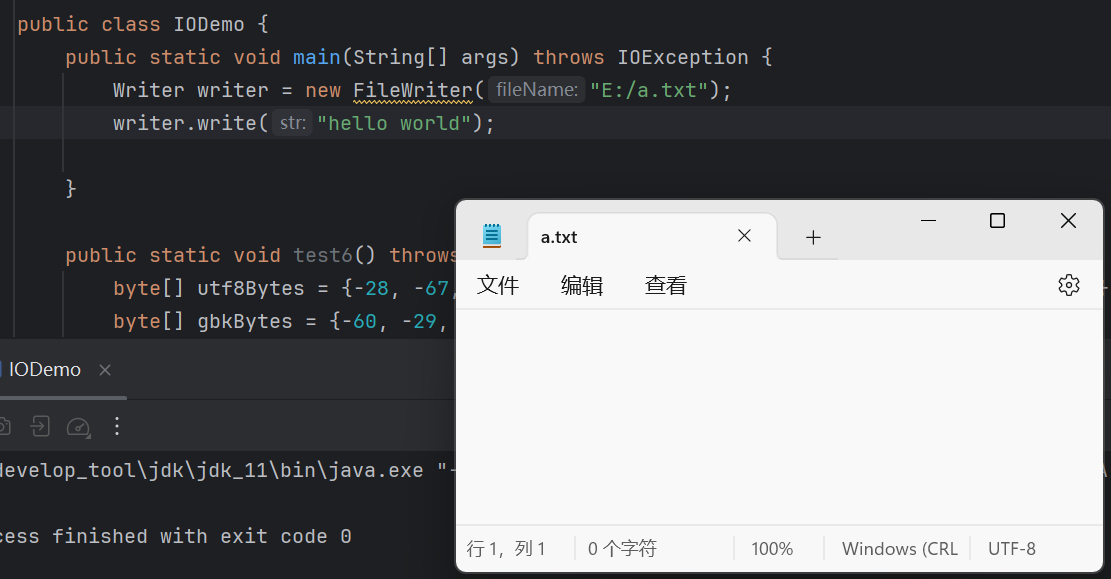 public class IODemo {
public static void main(String[] args) throws IOException {
Writer writer = new FileWriter( fileName: "E:/a.txt");
writer.write( str: "hello world");
}
public static void test6() throws
byte[] utf8Bytes = {-28, -67,
byte[] gbkBytes = {-60, -29,
a.txt
文件 编辑 查看
IODemo
develop_tool\jdk\jdk_11\bin\java.exe "-
cess finished with exit code 0
行 1，列 1 0 个字符 100% Windows (CRL UTF-8